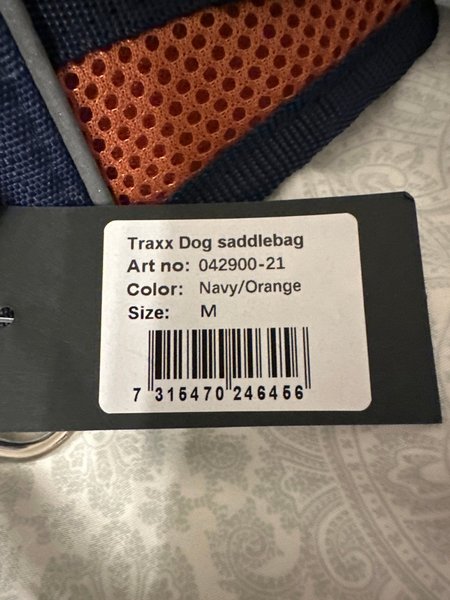 Traxx Dog saddlebag
Art no: 042900-21
Color: Navy/Orange
Size: M
7 315470 246456